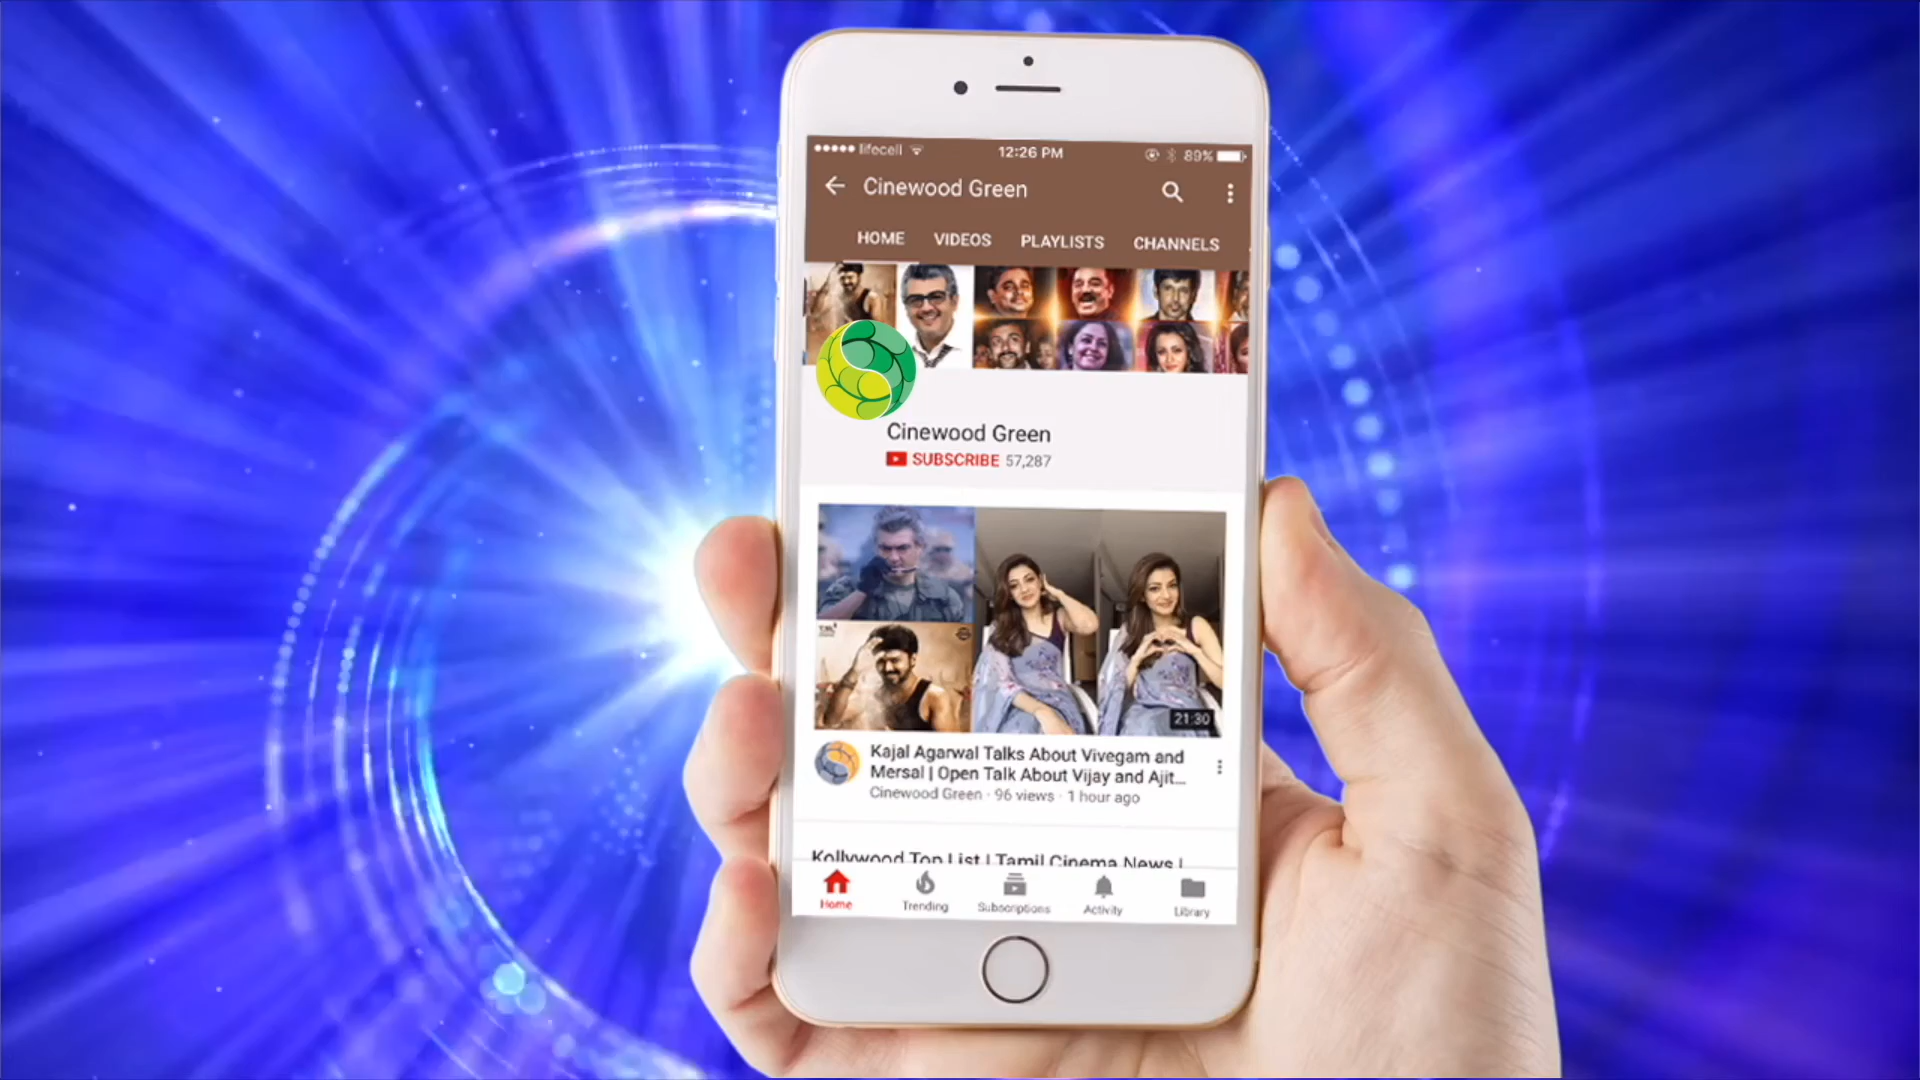 lifecell 12:26 PM 89%
Cinewood Green
HOME VIDEOS PLAYLISTS CHANNELS
Cinewood Green
SUBSCRIBE 57,287
21:30
Kajal Agarwal Talks About Vivegam and
Mersal | Open Talk About Vijay and Ajit...
Cinewood Green · 96 views · 1 hour ago
Kollywood Top List | Tamil Cinema News |
Home Trending Subscriptions Activity Library